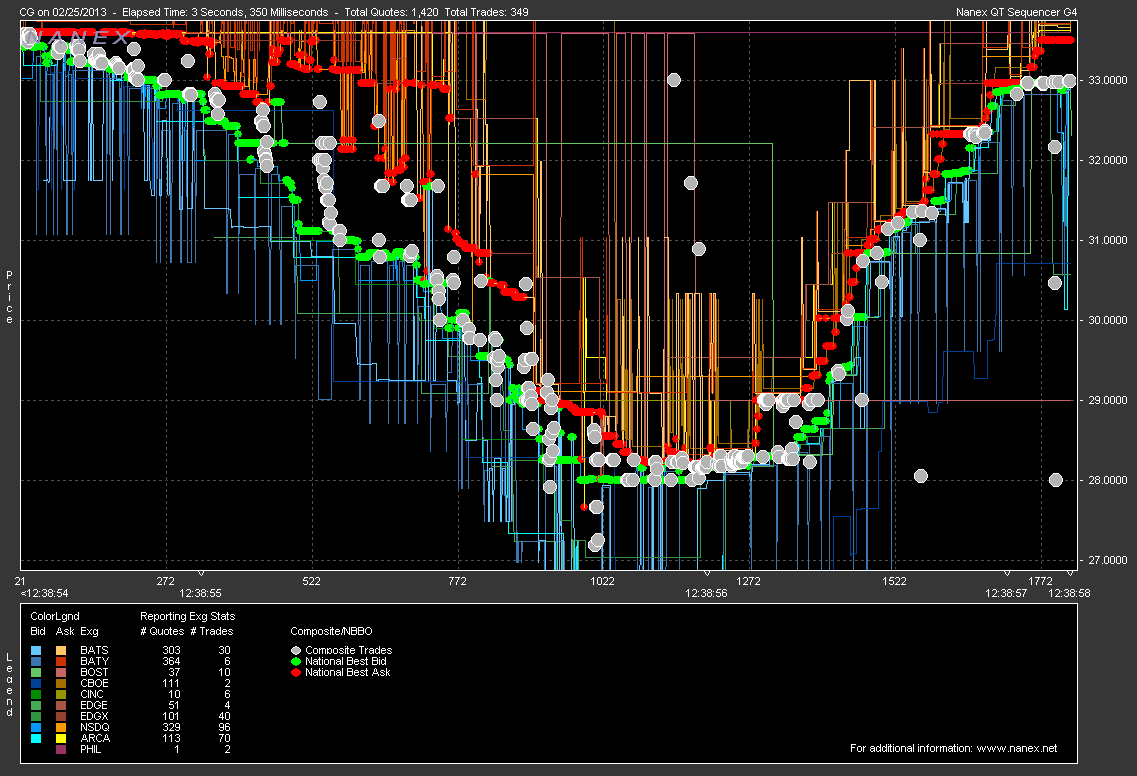 CG on 02/25/2013 - Elapsed Time: 3 Seconds, 350 Milliseconds - Total Quotes: 1,420 Total Trades: 349
Nanex QT Sequencer G4
NANEX
33.0000
32.0000
31.0000
30.0000
29.0000
28.0000
27.0000
Price
21 272 522 772 1022 1272 1522 1772
<12:38:54 12:38:55 12:38:56 12:38:57 12:38:58
Legend
ColorLgnd Reporting Exg Stats
Bid Ask Exg # Quotes # Trades Composite/NBBO
BATS 303 30 Composite Trades
BATY 364 6 National Best Bid
BOST 37 10 National Best Ask
CBOE 111 2
CINC 10 6
EDGE 51 4
EDGX 101 40
NSDQ 329 96
ARCA 113 70
PHIL 1 2
For additional information: www.nanex.net